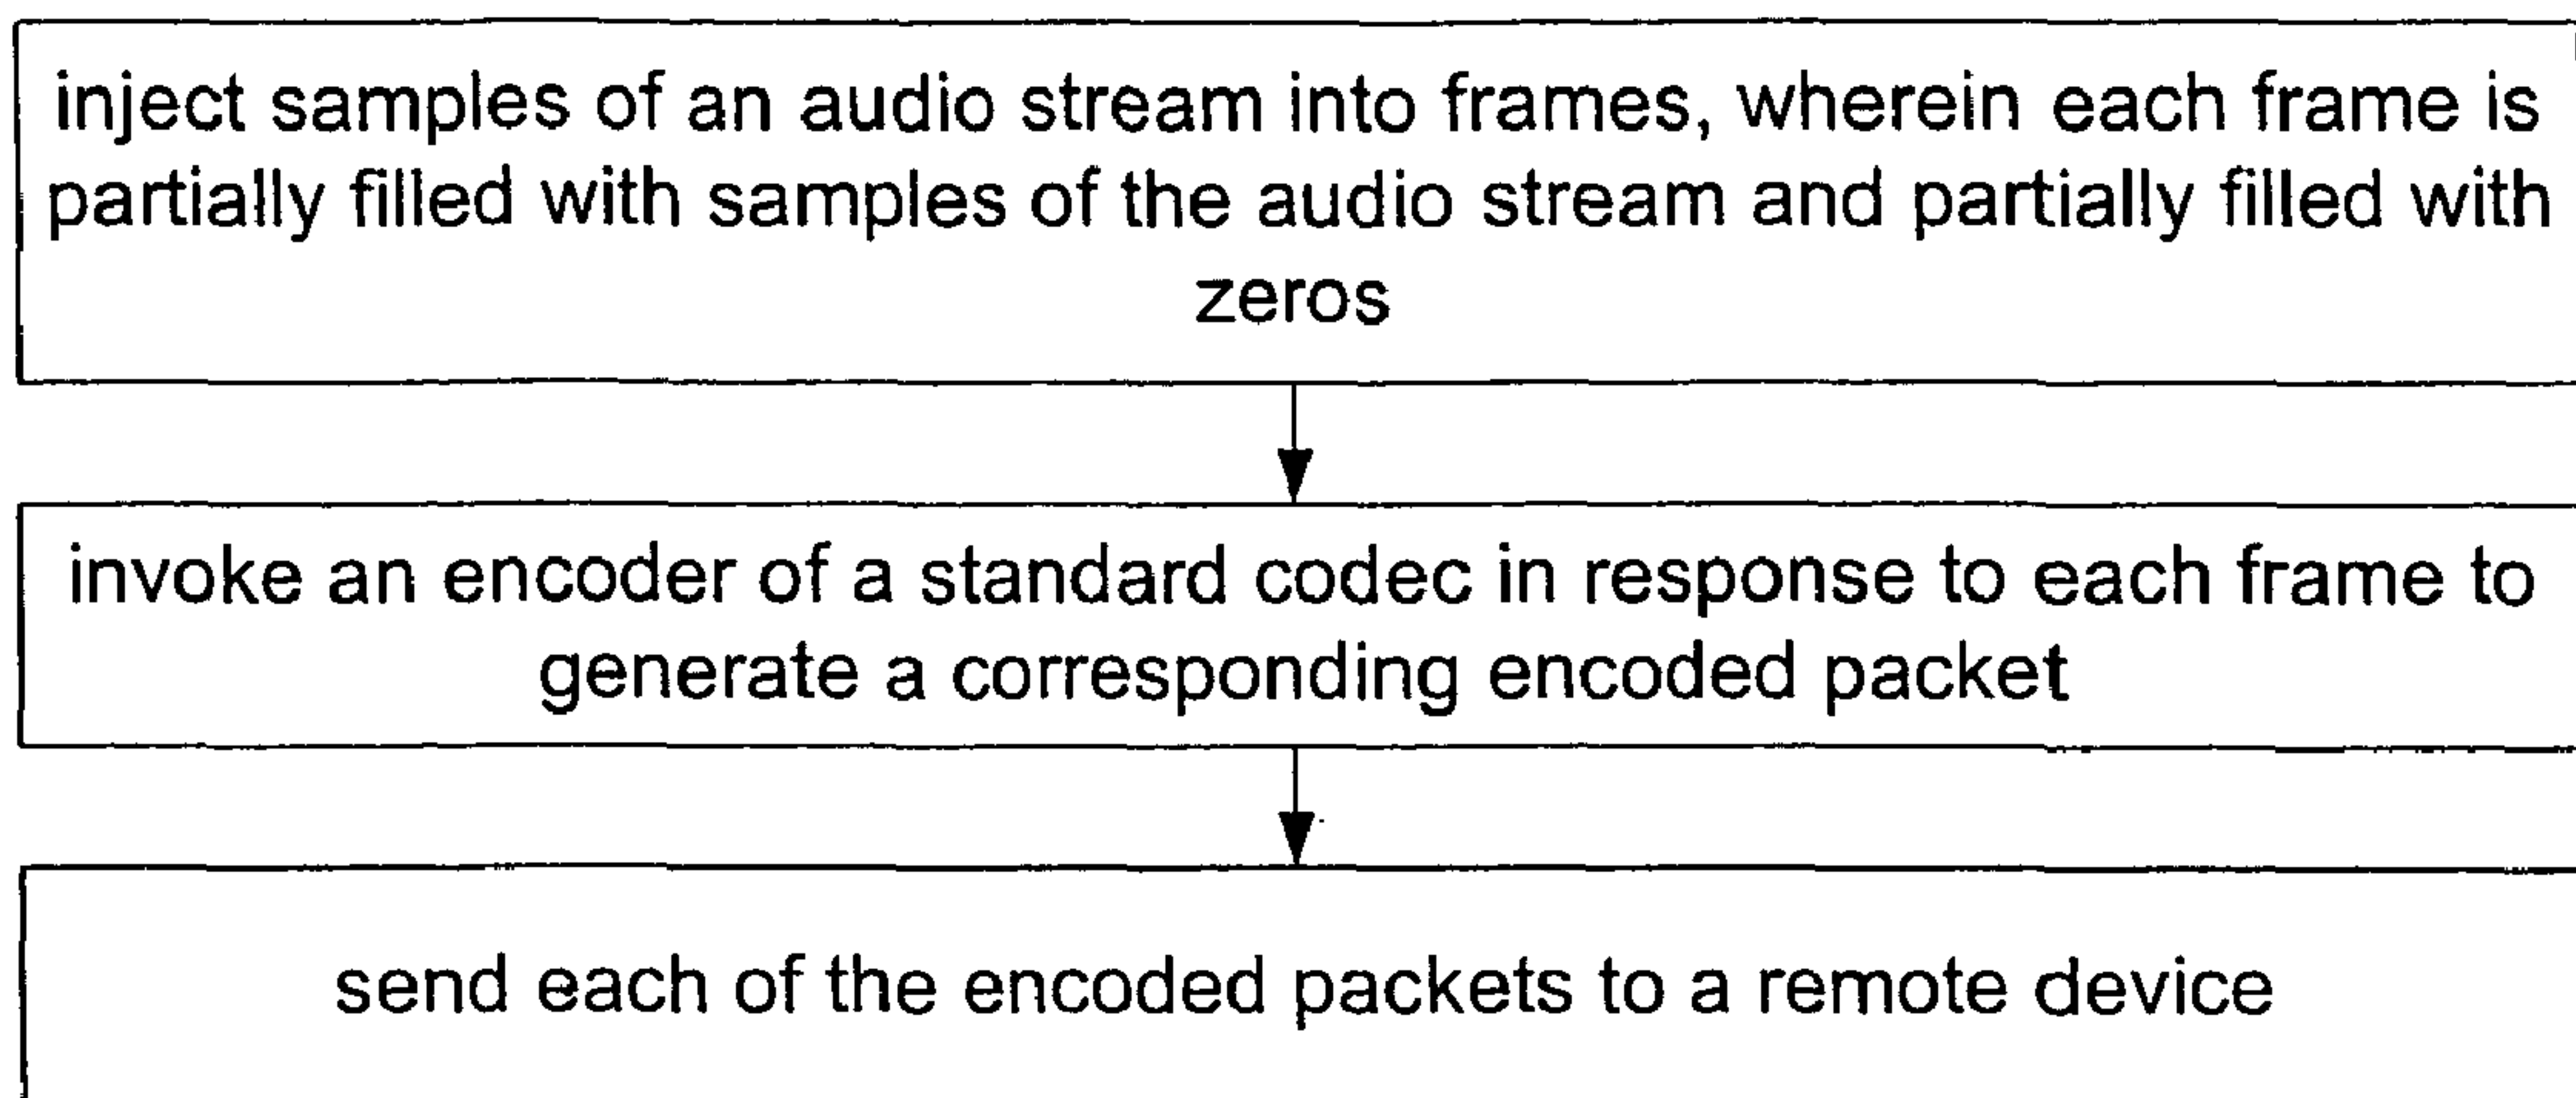 inject samples of an audio stream into frames, wherein each frame is
partially filled with samples of the audio stream and partially filled with
zeros
invoke an encoder of a standard codec in response to each frame to
generate a corresponding encoded packet
send each of the encoded packets to a remote device